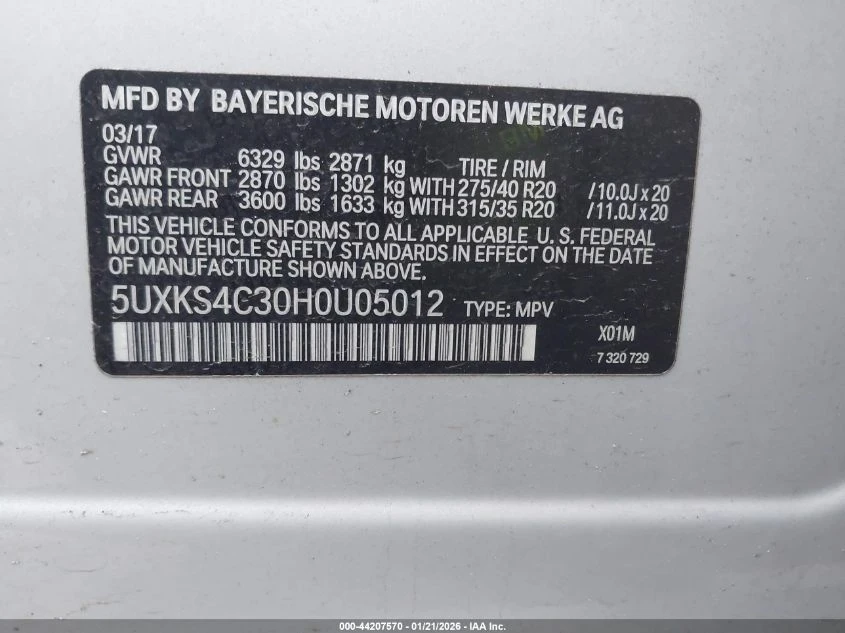 MFD BY BAYERISCHE MOTOREN WERKE AG
03/17
GVWR 6329 lbs 2871 kg TIRE / RIM
GAWR FRONT 2870 lbs 1302 kg WITH 275/40 R20 / 10.0J x 20
GAWR REAR 3600 lbs 1633 kg WITH 315/35 R20 / 11.0J x 20
THIS VEHICLE CONFORMS TO ALL APPLICABLE U. S. FEDERAL
MOTOR VEHICLE SAFETY STANDARDS IN EFFECT ON THE DATE
OF MANUFACTURE SHOWN ABOVE.
5UXKS4C30H0U05012 TYPE: MPV
X01M
7 320 729
000-44207570 - 01/21/2026 - IAA Inc.